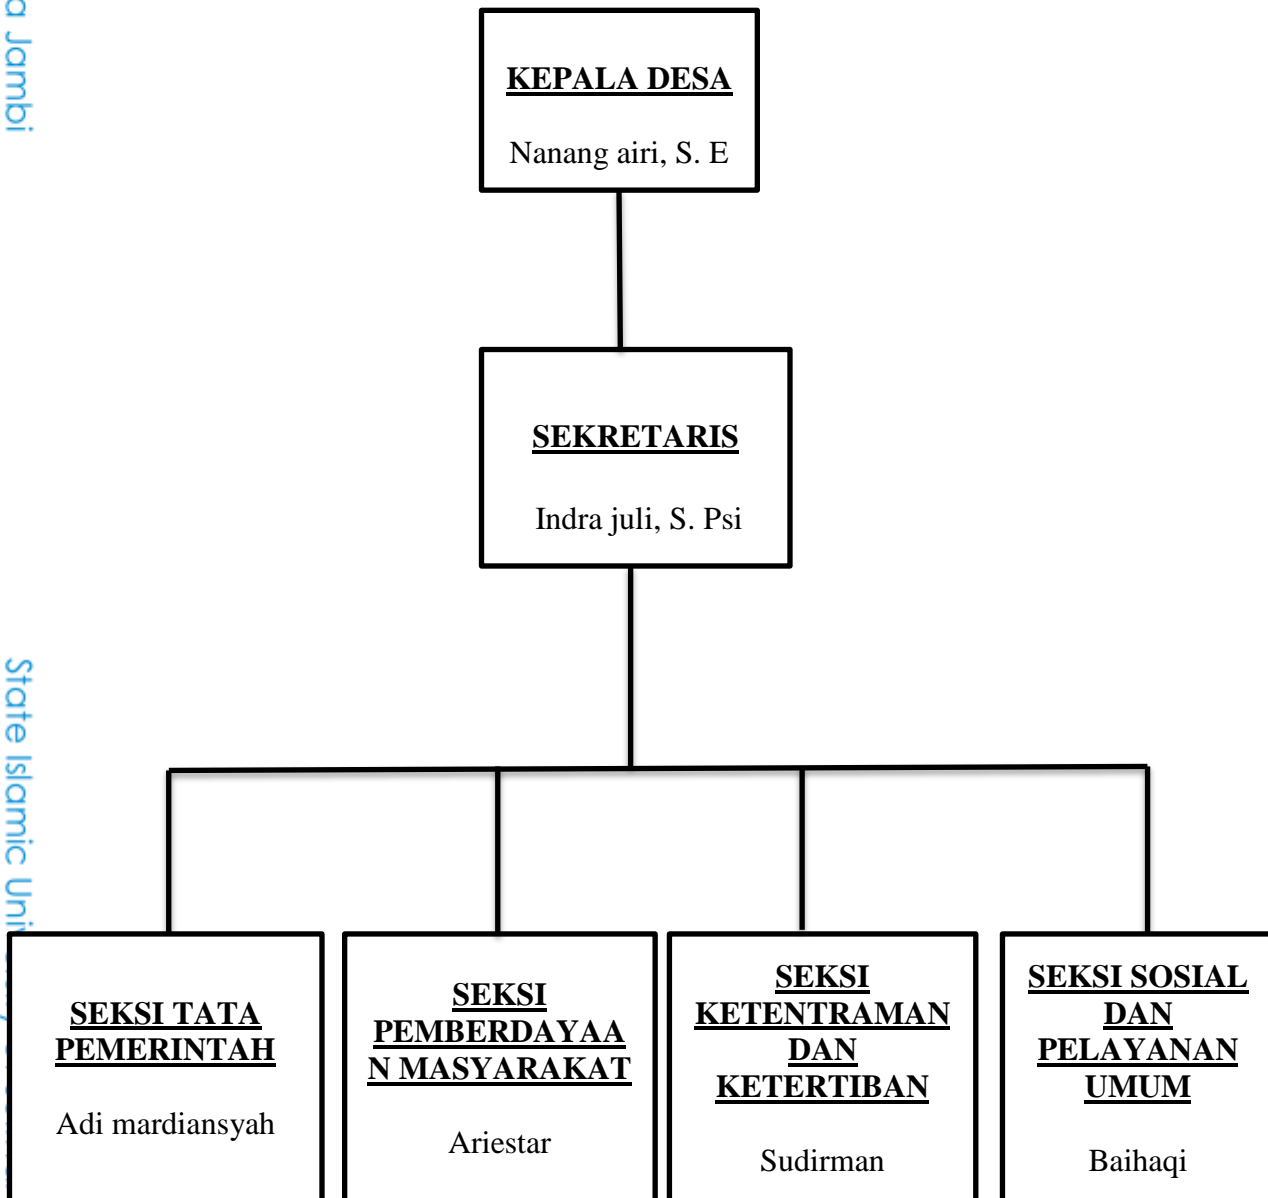 a Jambi
KEPALA DESA
Nanang airi, S. E
SEKRETARIS
Indra juli, S. Psi
State Islamic
SEKSI TATA
PEMERINTAH
Adi mardiansyah
SEKSI
PEMBERDAYAA
N MASYARAKAT
Ariestar
SEKSI
KETENTRAMAN
DAN
KETERTIBAN
Sudirman
SEKSI SOSIAL
DAN
PELAYANAN
UMUM
Baihaqi